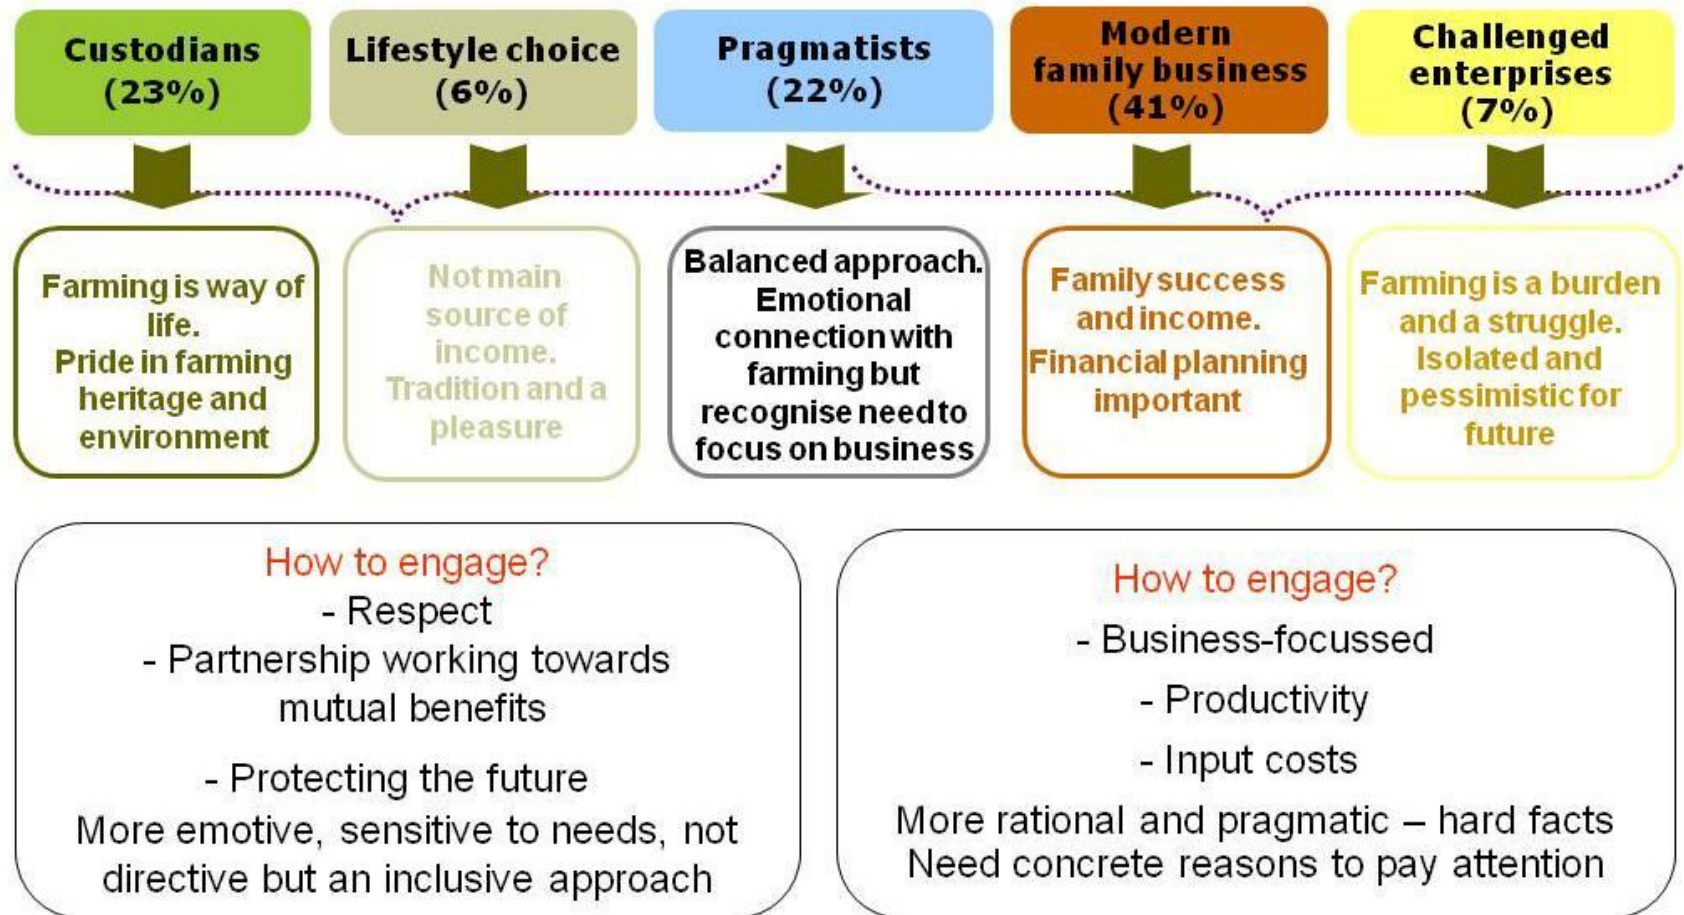 Custodians
(23%)
Lifestyle choice
(6%)
Pragmatists
(22%)
Modern
family business
(41%)
Challenged
enterprises
(7%)
Farming is way of
life.
Pride in farming
heritage and
environment
Not main
source of
income.
Tradition and a
pleasure
Balanced approach.
Emotional
connection with
farming but
recognise need to
focus on business
Family success
and income.
Financial planning
important
Farming is a burden
and a struggle.
Isolated and
pessimistic for
future
How to engage?
- Respect
- Partnership working towards
mutual benefits
- Protecting the future
More emotive, sensitive to needs, not
directive but an inclusive approach
How to engage?
- Business-focussed
- Productivity
- Input costs
More rational and pragmatic – hard facts
Need concrete reasons to pay attention